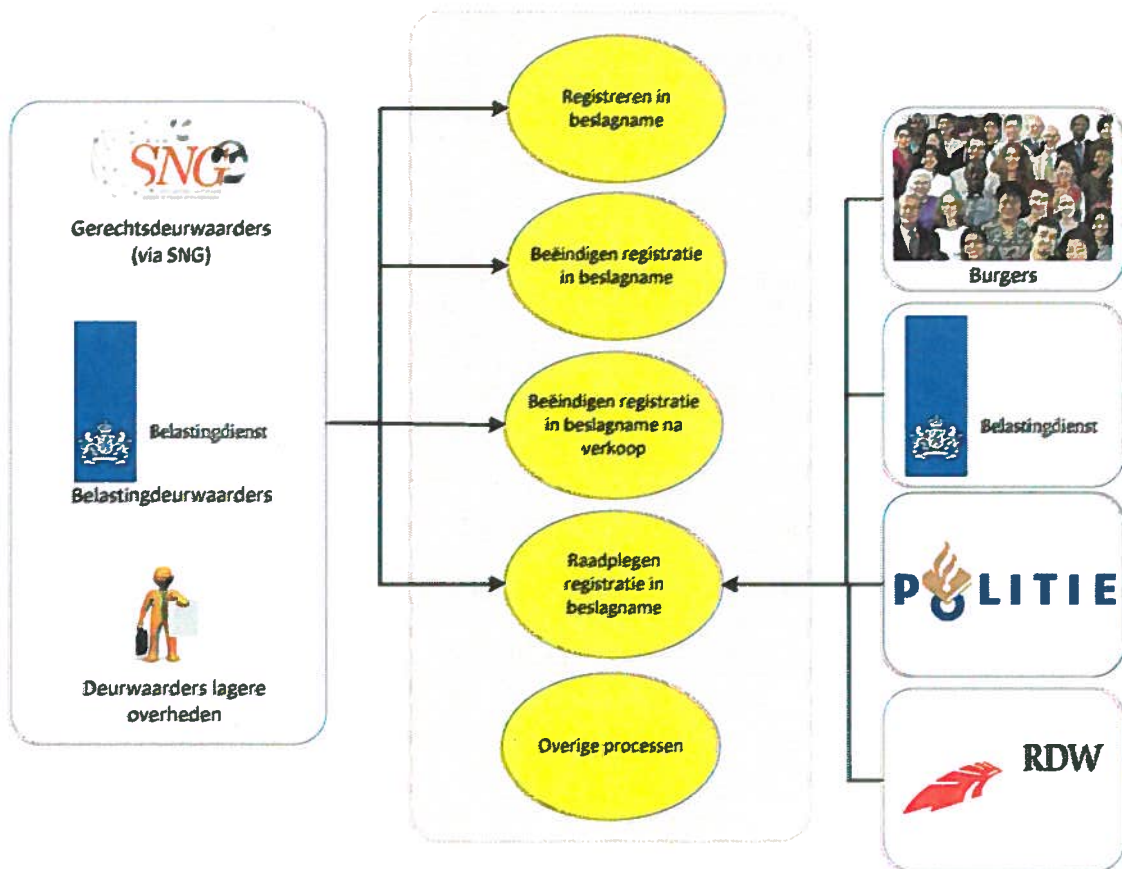 SNG
Gerechtsdeurwaarders
(via SNG)
Belastingdienst
Belastingdeurwaarders
Deurwaarders lagere
overheden
Registreren in
beslagname
Beëindigen registratie
in beslagname
Beëindigen registratie
in beslagname na
verkoop
Raadplegen
registratie in
beslagname
Overige processen
Burgers
Belastingdienst
POLITIE
RDW